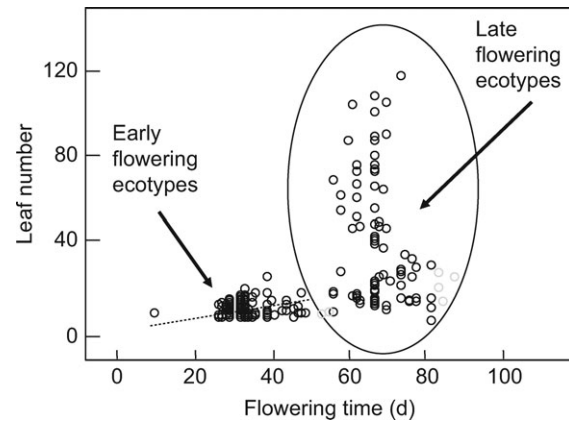 Late
flowering
ecotypes
Early
flowering
ecotypes
Leaf number
120
80
40
0
0
20
40
60
80
100
Flowering time (d)